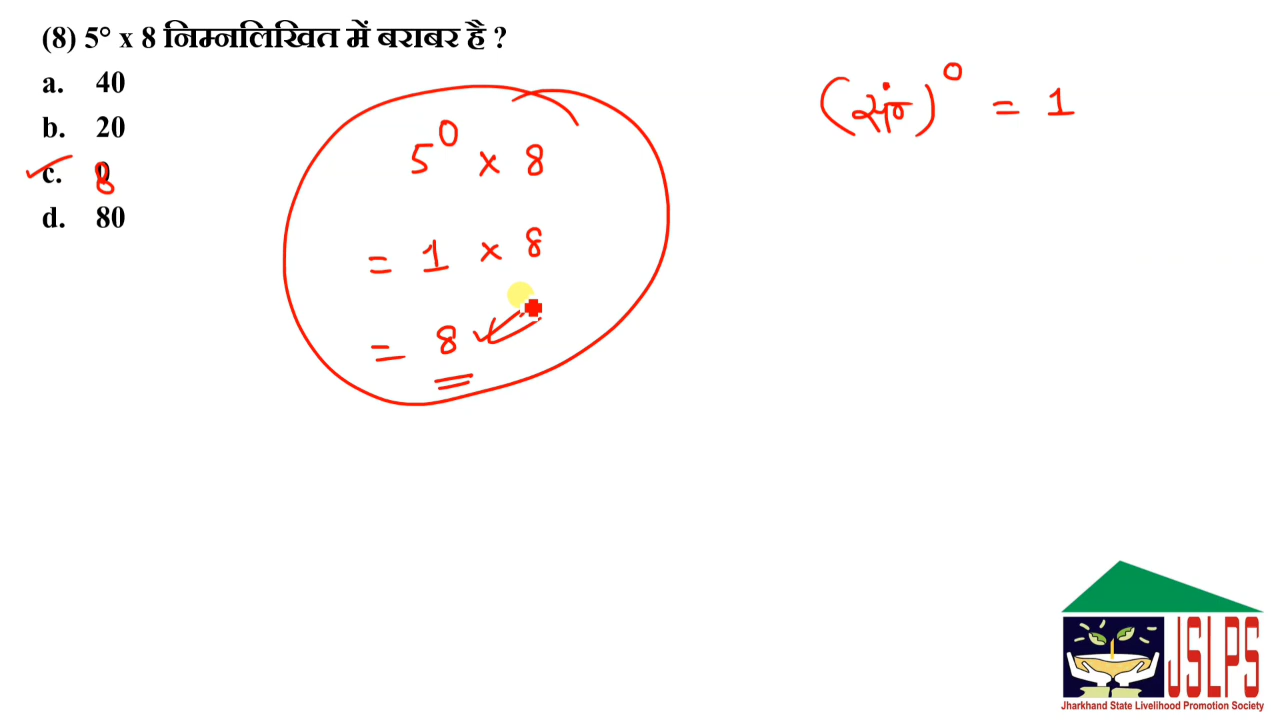 (8) 5° x 8 निम्नलिखित में बराबर है ?
a. 40
b. 20
c. 8
d. 80
5⁰ × 8
= 1 × 8
= 8
( )⁰ = 1
JSLPS
Jharkhand State Livelihood Promotion Society